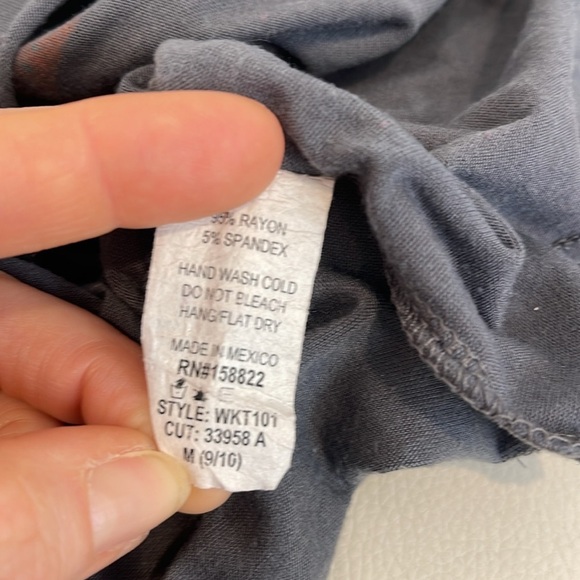 95% RAYON
5% SPANDEX
HAND WASH COLD
DO NOT BLEACH
HANG/FLAT DRY
MADE IN MEXICO
RN#158822
STYLE: WKT101
CUT: 33958 A
M (9/10)